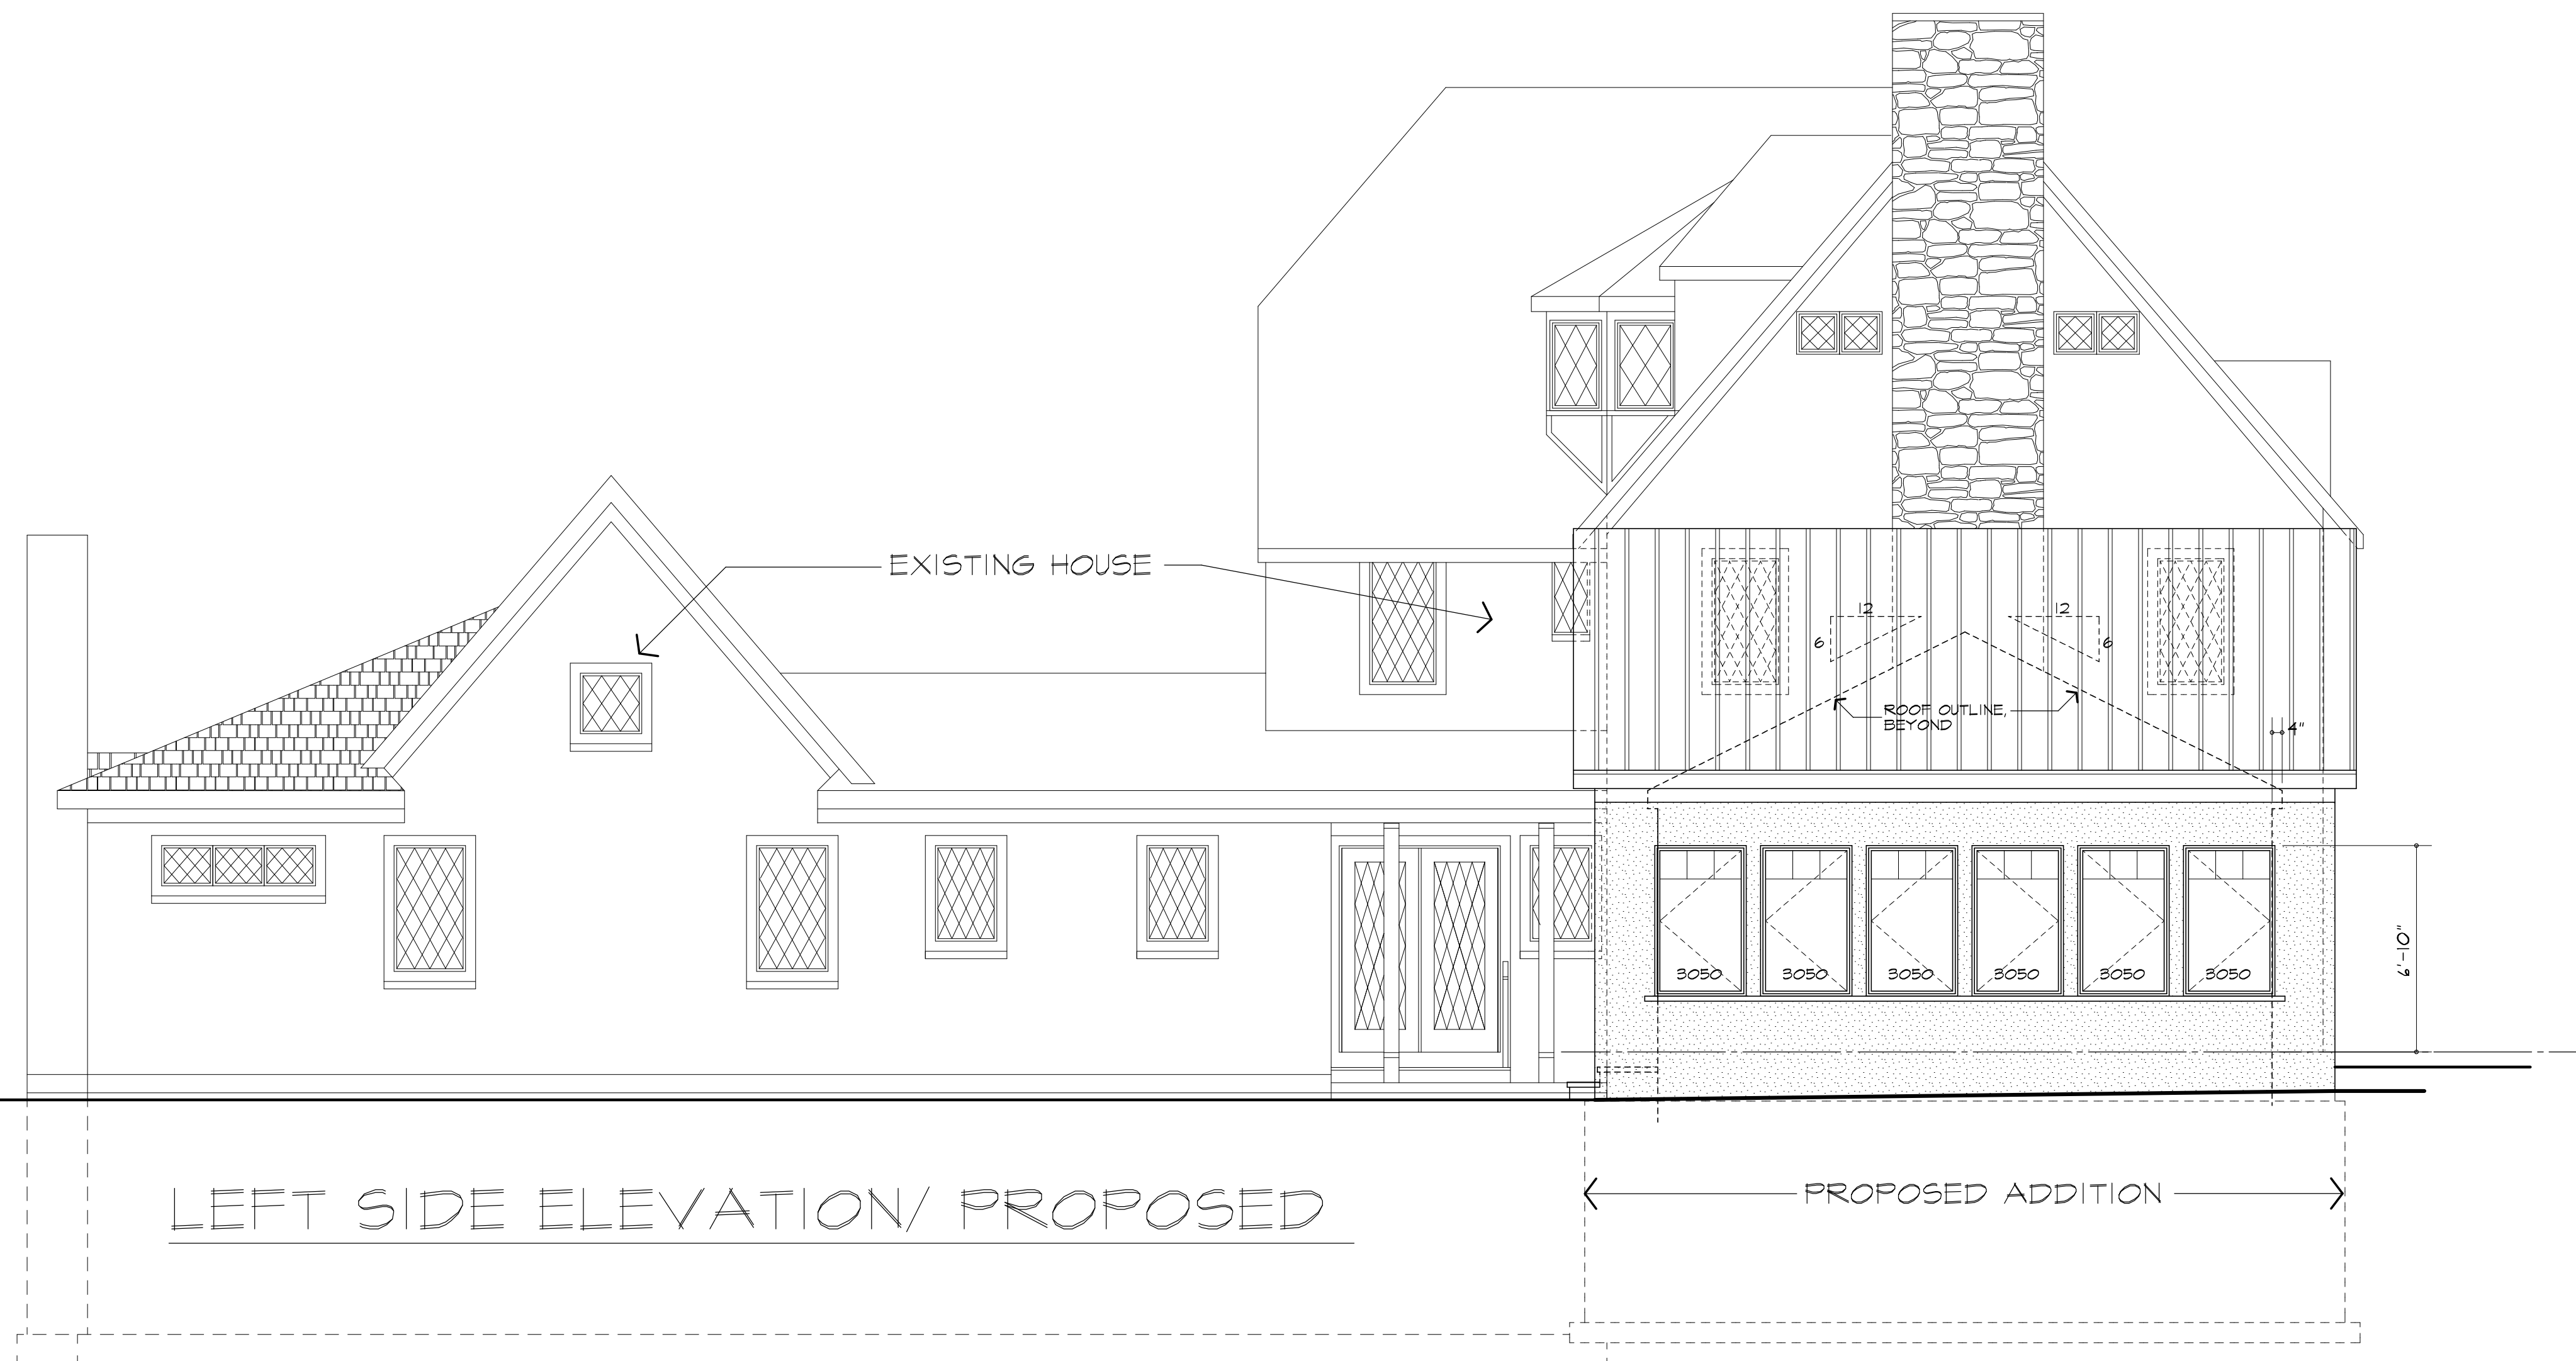 EXISTING HOUSE
12
12
6
6
ROOF OUTLINE,
BEYOND
4"
3050 3050 3050 3050 3050 3050
6'-10"
LEFT SIDE ELEVATION/ PROPOSED
PROPOSED ADDITION